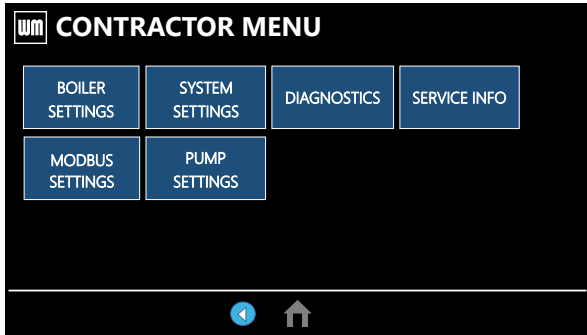 wm CONTRACTOR MENU
BOILER
SETTINGS
SYSTEM
SETTINGS
DIAGNOSTICS
SERVICE INFO
MODBUS
SETTINGS
PUMP
SETTINGS